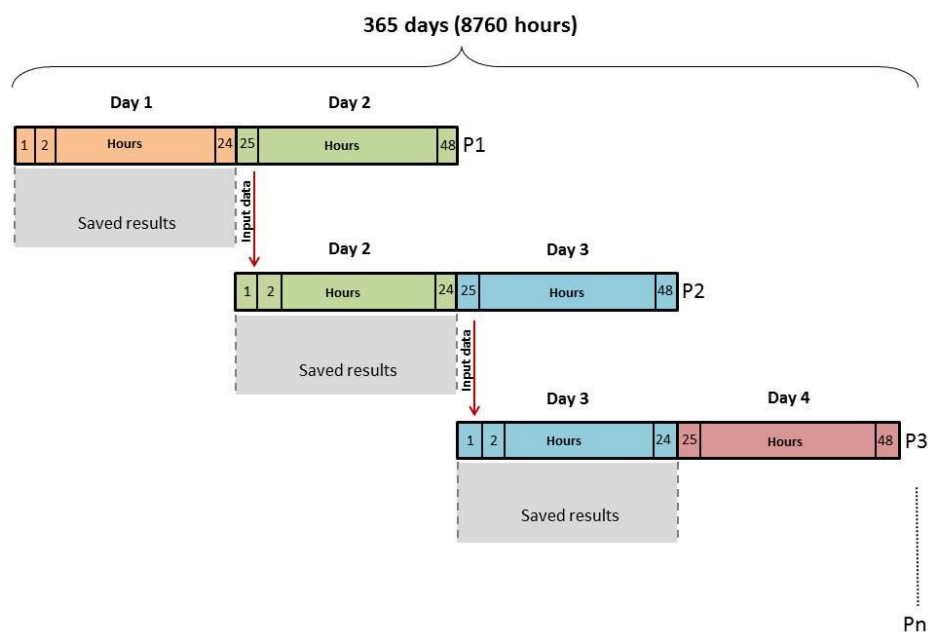 365 days (8760 hours)
Day 1 Day 2
1 2 Hours 24 25 Hours 48 P1
Saved results
Input data
Day 2 Day 3
1 2 Hours 24 25 Hours 48 P2
Saved results
Input data
Day 3 Day 4
1 2 Hours 24 25 Hours 48 P3
Saved results
Pn